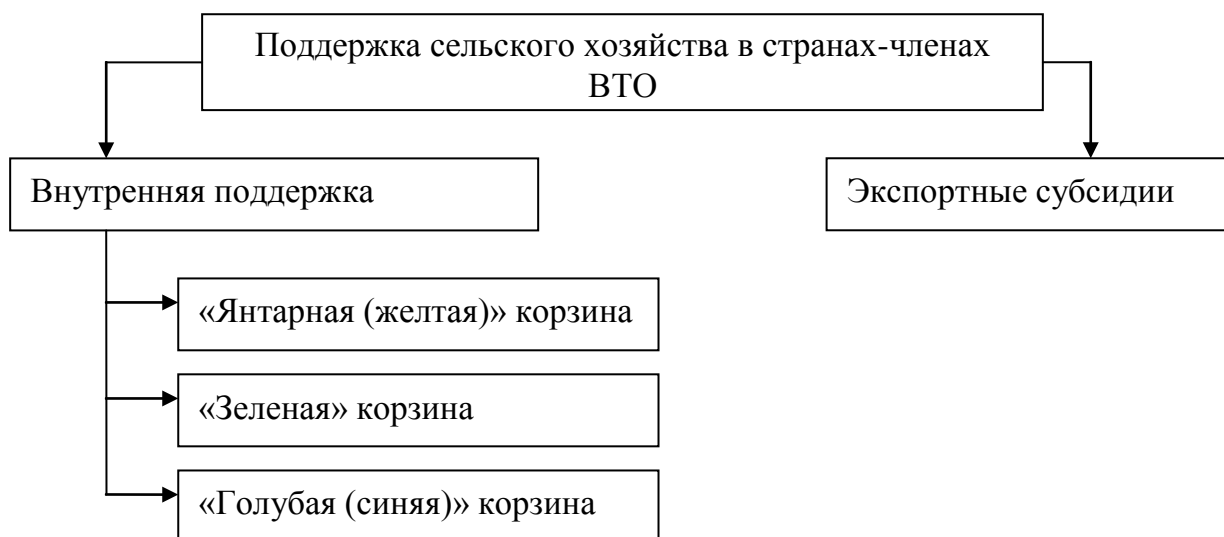 Поддержка сельского хозяйства в странах-членах
ВТО
Внутренняя поддержка
Экспортные субсидии
«Янтарная (желтая)» корзина
«Зеленая» корзина
«Голубая (синяя)» корзина